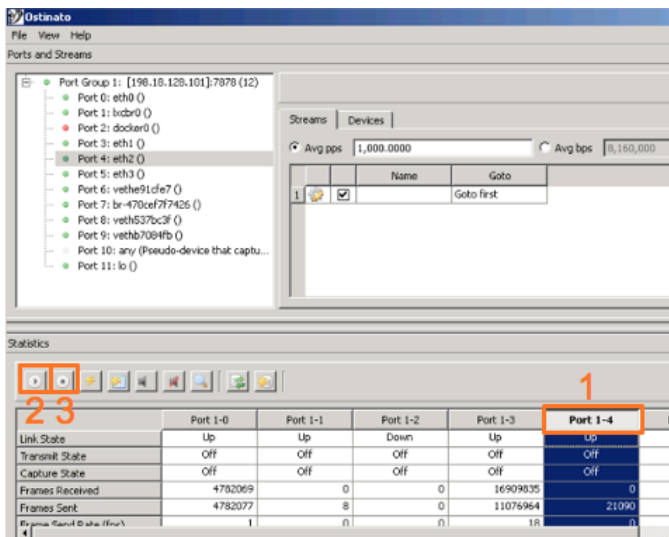 Ostinato
File View Help
Ports and Streams
Port Group 1: [198.18.128.101]:7878 (12)
Port 0: eth0 ()
Port 1: lxcbr0 ()
Port 2: docker0 ()
Port 3: eth1 ()
Port 4: eth2 ()
Port 5: eth3 ()
Port 6: vethe91cfe7 ()
Port 7: br-470cef7f7426 ()
Port 8: veth537bc3f ()
Port 9: vethb7084fb ()
Port 10: any (Pseudo-device that captu...
Port 11: lo ()
Streams Devices
Avg pps 1,000.0000 Avg bps 8,160,000
Name Goto
1 Goto first
Statistics
1
2 3
Port 1-0 Port 1-1 Port 1-2 Port 1-3 Port 1-4
Link State Up Up Down Up Up
Transmit State Off Off Off Off Off
Capture State Off Off Off Off Off
Frames Received 4782069 0 0 16909835 0
Frames Sent 4782077 8 0 11076964 21090
Frame Send Rate (fps) 1 0 0 18 0